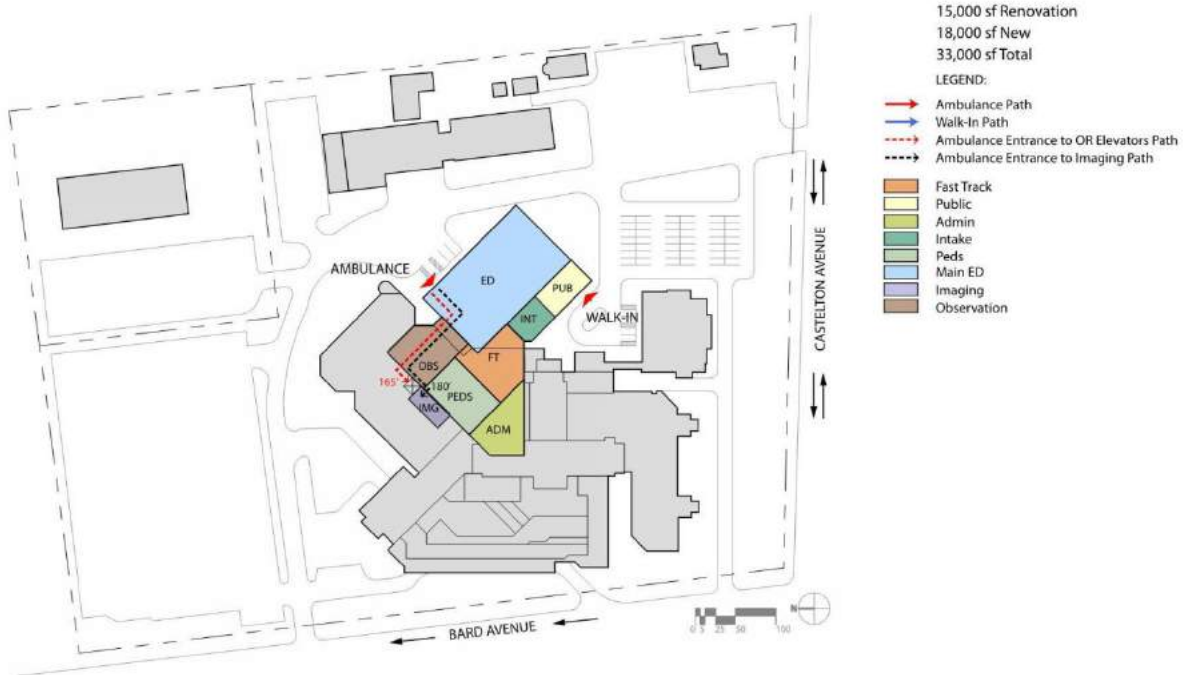 15,000 sf Renovation
18,000 sf New
33,000 sf Total
LEGEND:
Ambulance Path
Walk-In Path
Ambulance Entrance to OR Elevators Path
Ambulance Entrance to Imaging Path
Fast Track
Public
Admin
Intake
Peds
Main ED
Imaging
Observation
AMBULANCE
ED
PUB
INT
WALK-IN
OBS
FT
165'
180'
PEDS
IMG
ADM
CASTELTON AVENUE
BARD AVENUE
N
0 5 25 50 100